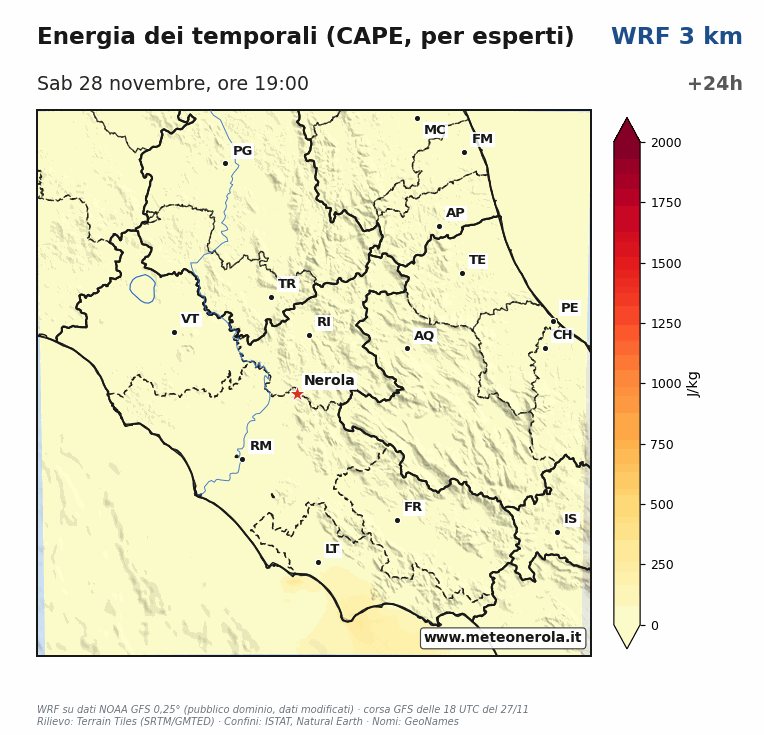 Energia dei temporali (CAPE, per esperti) WRF 3 km
Sab 28 novembre, ore 19:00 +24h
MC
FM
PG
AP
TE
TR
PE
VT
RI
AQ
CH
Nerola
RM
FR
IS
LT
www.meteonerola.it
2000
1750
1500
1250
1000
750
500
250
0
J/kg
WRF su dati NOAA GFS 0,25° (pubblico dominio, dati modificati) · corsa GFS delle 18 UTC del 27/11
Rilievo: Terrain Tiles (SRTM/GMTED) · Confini: ISTAT, Natural Earth · Nomi: GeoNames